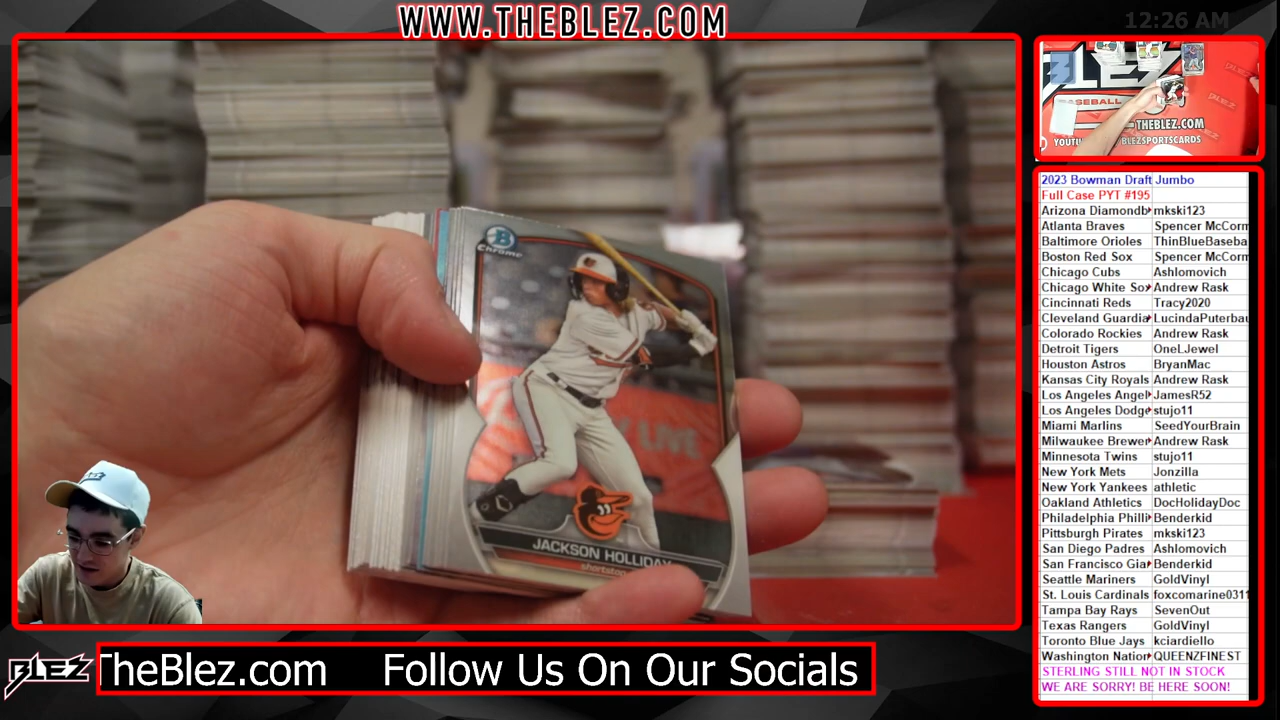 WWW.THEBLEZ.COM
12:26 AM
BASEBALL
THEBLEZ.COM
BLEZSPORTSCARDS
2023 Bowman Draft Jumbo
Full Case PYT #195
Arizona Diamondb mkski123
Atlanta Braves Spencer McCorm
Baltimore Orioles ThinBlueBaseba
Boston Red Sox Spencer McCorm
Chicago Cubs Ashlomovich
Chicago White Sox Andrew Rask
Cincinnati Reds Tracy2020
Cleveland Guardia LucindaPuterbau
Colorado Rockies Andrew Rask
Detroit Tigers OneLJewel
Houston Astros BryanMac
Kansas City Royals Andrew Rask
Los Angeles Angel JamesR52
Los Angeles Dodge stujo11
Miami Marlins SeedYourBrain
Milwaukee Brewer Andrew Rask
Minnesota Twins stujo11
New York Mets Jonzilla
New York Yankees athletic
Oakland Athletics DocHolidayDoc
Philadelphia Philli Benderkid
Pittsburgh Pirates mkski123
San Diego Padres Ashlomovich
San Francisco Gia Benderkid
Seattle Mariners GoldVinyl
St. Louis Cardinals foxcomarine0311
Tampa Bay Rays SevenOut
Texas Rangers GoldVinyl
Toronto Blue Jays kciardiello
Washington Nation QUEENZFINEST
STERLING STILL NOT IN STOCK
WE ARE SORRY! BE HERE SOON!
B
Chrome
JACKSON HOLLIDAY
shortstop
BLEZ
TheBlez.com Follow Us On Our Socials